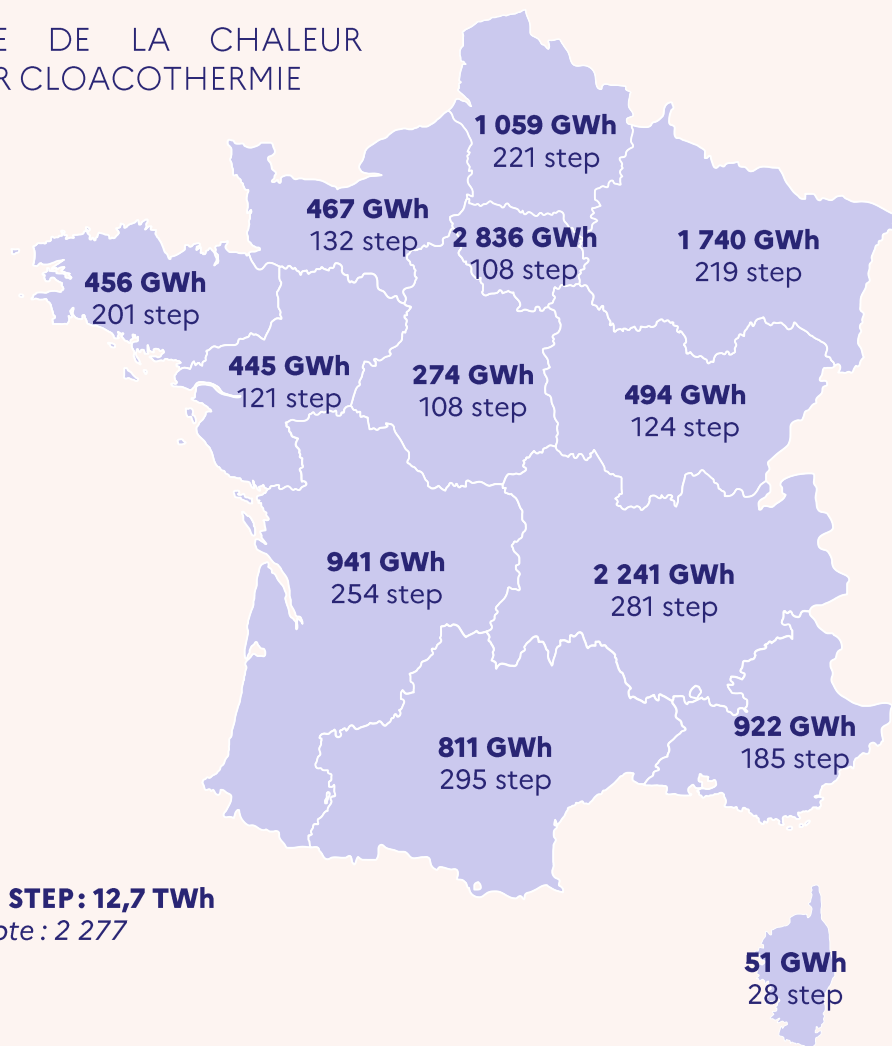 E DE LA CHALEUR
R CLOACOTHERMIE
1 059 GWh
221 step
467 GWh
132 step
2 836 GWh
108 step
1 740 GWh
219 step
456 GWh
201 step
445 GWh
121 step
274 GWh
108 step
494 GWh
124 step
941 GWh
254 step
2 241 GWh
281 step
922 GWh
185 step
811 GWh
295 step
STEP : 12,7 TWh
ote : 2 277
51 GWh
28 step